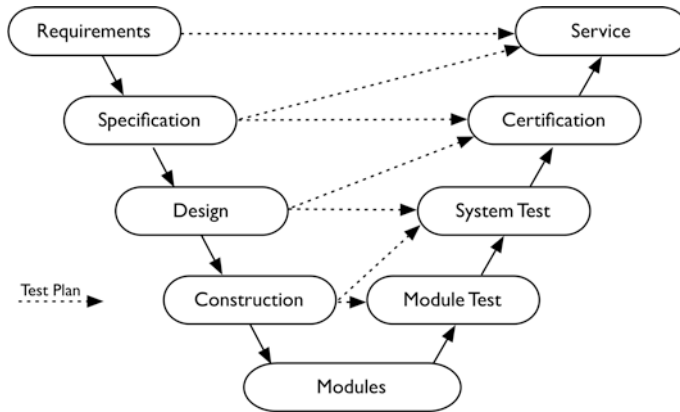 Requirements
Service
Specification
Certification
Design
System Test
Test Plan
Construction
Module Test
Modules